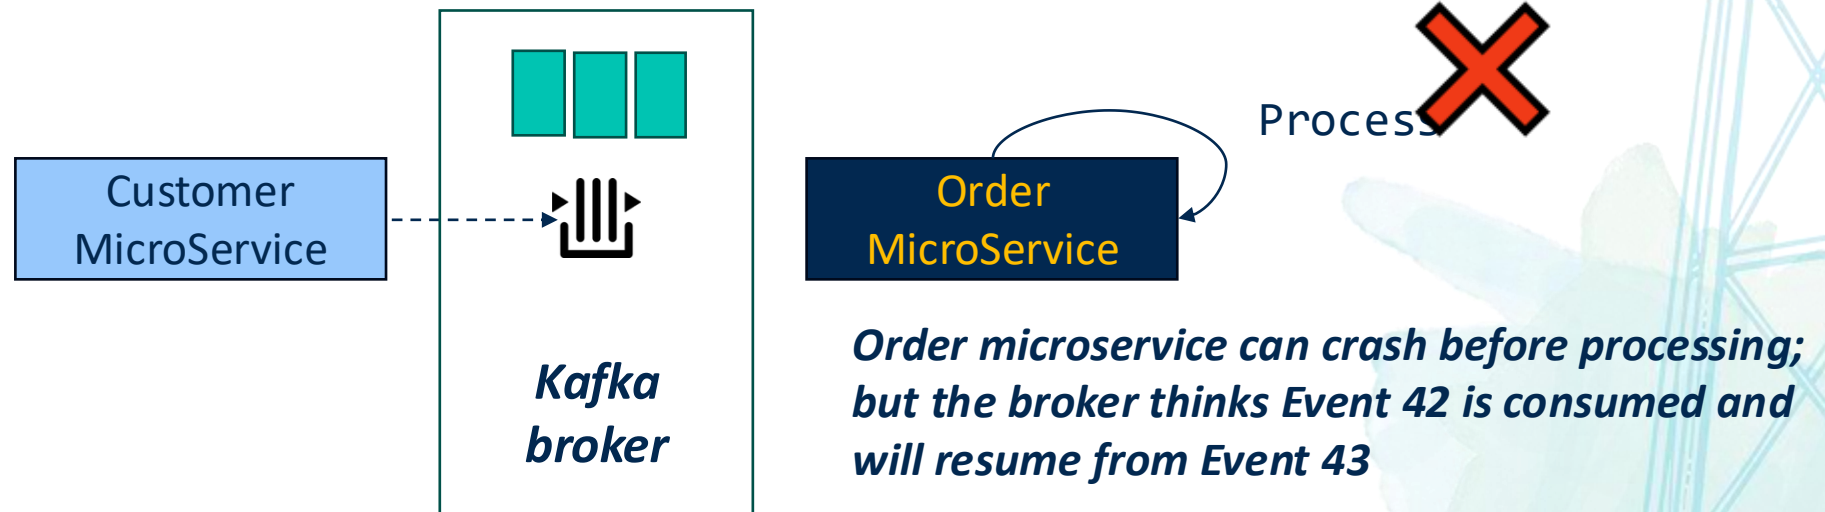 Process
Customer
MicroService
Order
MicroService
Kafka
broker
Order microservice can crash before processing;
but the broker thinks Event 42 is consumed and
will resume from Event 43